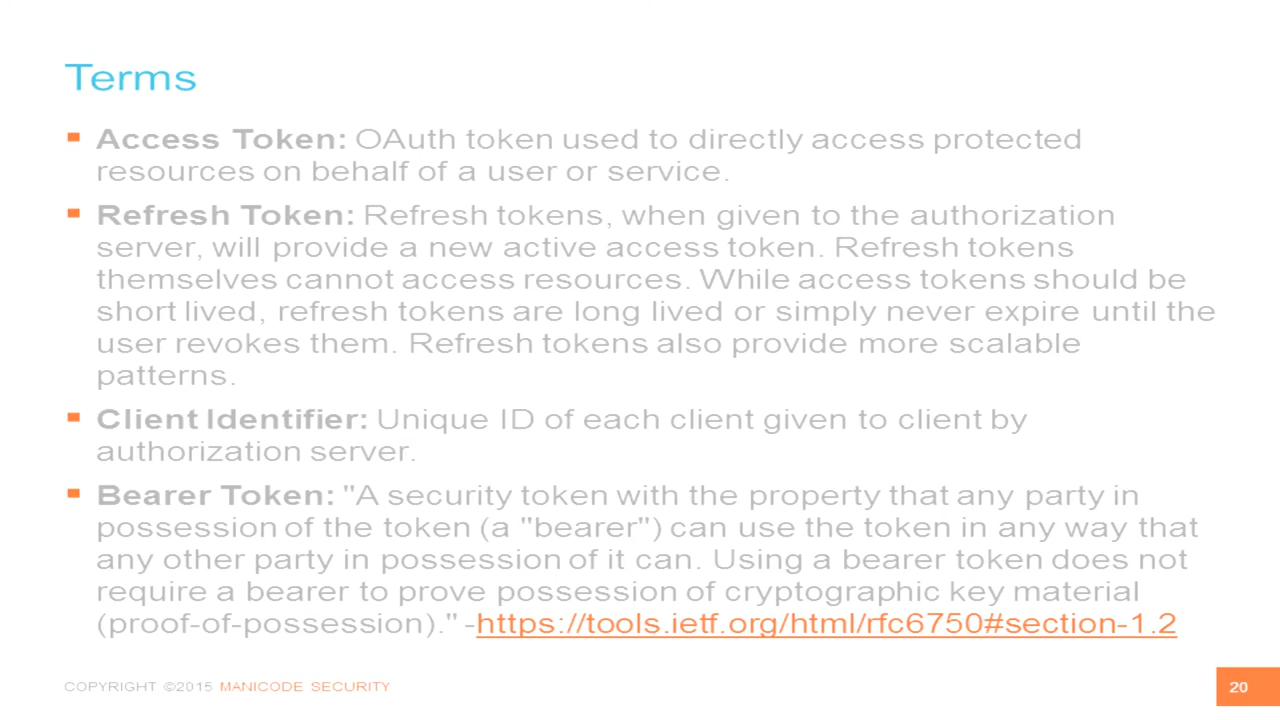 Terms
Access Token: OAuth token used to directly access protected
resources on behalf of a user or service.
Refresh Token: Refresh tokens, when given to the authorization
server, will provide a new active access token. Refresh tokens
themselves cannot access resources. While access tokens should be
short lived, refresh tokens are long lived or simply never expire until the
user revokes them. Refresh tokens also provide more scalable
patterns.
Client Identifier: Unique ID of each client given to client by
authorization server.
Bearer Token: "A security token with the property that any party in
possession of the token (a "bearer") can use the token in any way that
any other party in possession of it can. Using a bearer token does not
require a bearer to prove possession of cryptographic key material
(proof-of-possession)." -https://tools.ietf.org/html/rfc6750#section-1.2
COPYRIGHT ©2015 MANICODE SECURITY
20